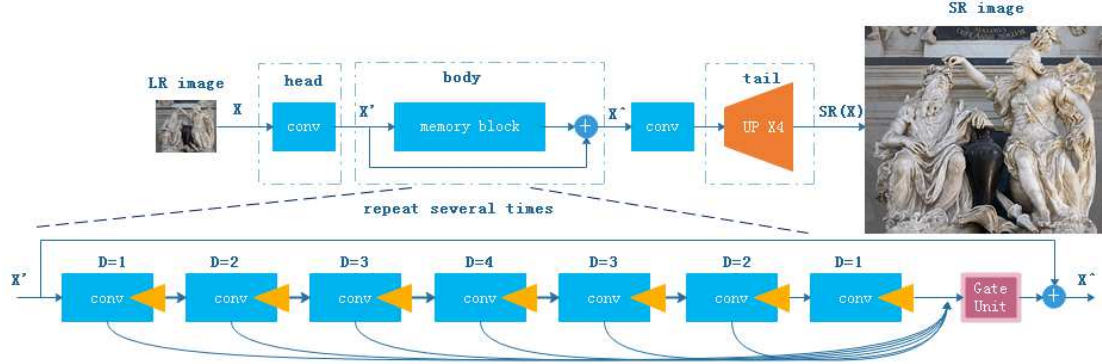 SR image
LR image
head
body
tail
X
conv
X'
memory block
+
X^
conv
UP X4
SR(X)
repeat several times
X'
D=1
D=2
D=3
D=4
D=3
D=2
D=1
conv
conv
conv
conv
conv
conv
conv
Gate
Unit
+
X^